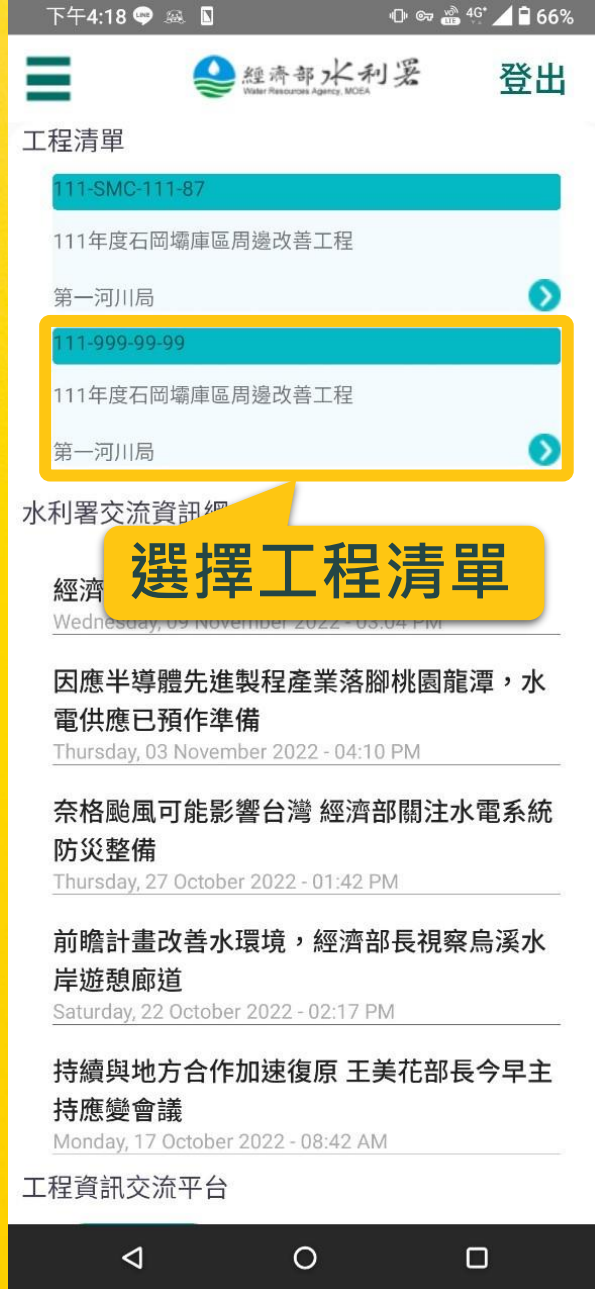 下午4:18
4G+
66%
經濟部水利署
Water Resources Agency, MOEA
登出
工程清單
111-SMC-111-87
111年度石岡壩庫區周邊改善工程
第一河川局
111-999-99-99
111年度石岡壩庫區周邊改善工程
第一河川局
水利署交流資訊網
選擇工程清單
經濟
Wednesday, 09 November 2022 - 03:04 PM
因應半導體先進製程產業落腳桃園龍潭，水
電供應已預作準備
Thursday, 03 November 2022 - 04:10 PM
奈格颱風可能影響台灣 經濟部關注水電系統
防災整備
Thursday, 27 October 2022 - 01:42 PM
前瞻計畫改善水環境，經濟部長視察烏溪水
岸遊憩廊道
Saturday, 22 October 2022 - 02:17 PM
持續與地方合作加速復原 王美花部長今早主
持應變會議
Monday, 17 October 2022 - 08:42 AM
工程資訊交流平台